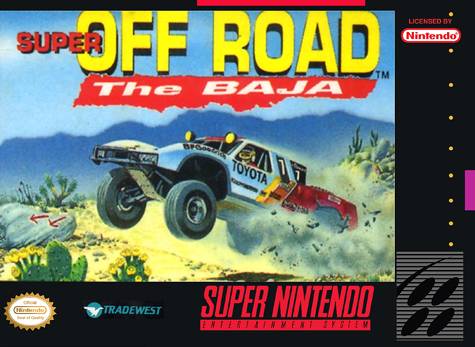 SUPER OFF ROAD TM
The BAJA
LICENSED BY
Nintendo
BFGoodrich
TOYOTA
1
Official
Nintendo
Seal of Quality
TRADEWEST
SUPER NINTENDO
ENTERTAINMENT SYSTEM